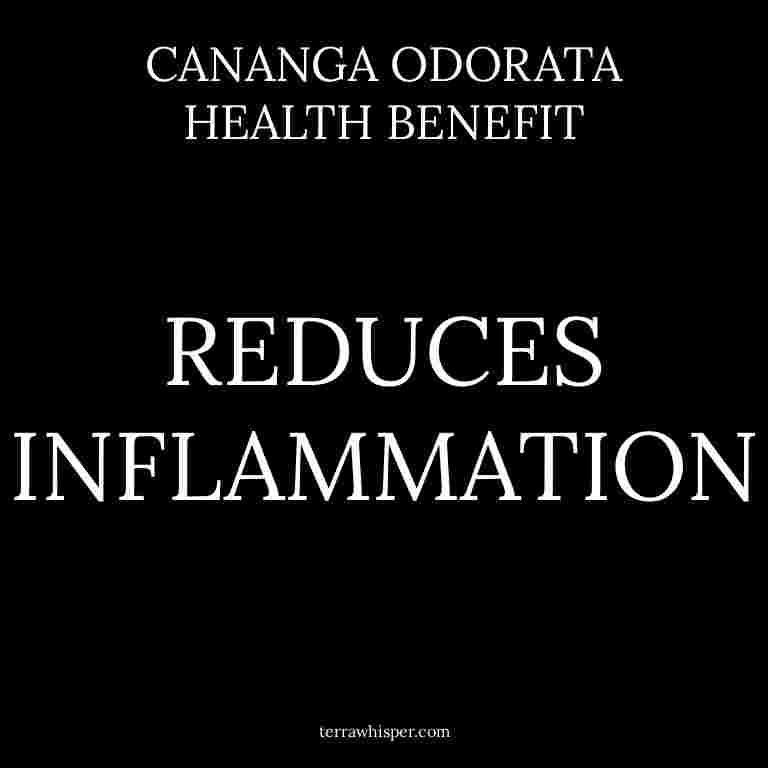 CANANGA ODORATA
HEALTH BENEFIT
REDUCES
INFLAMMATION
terrawhisper.com